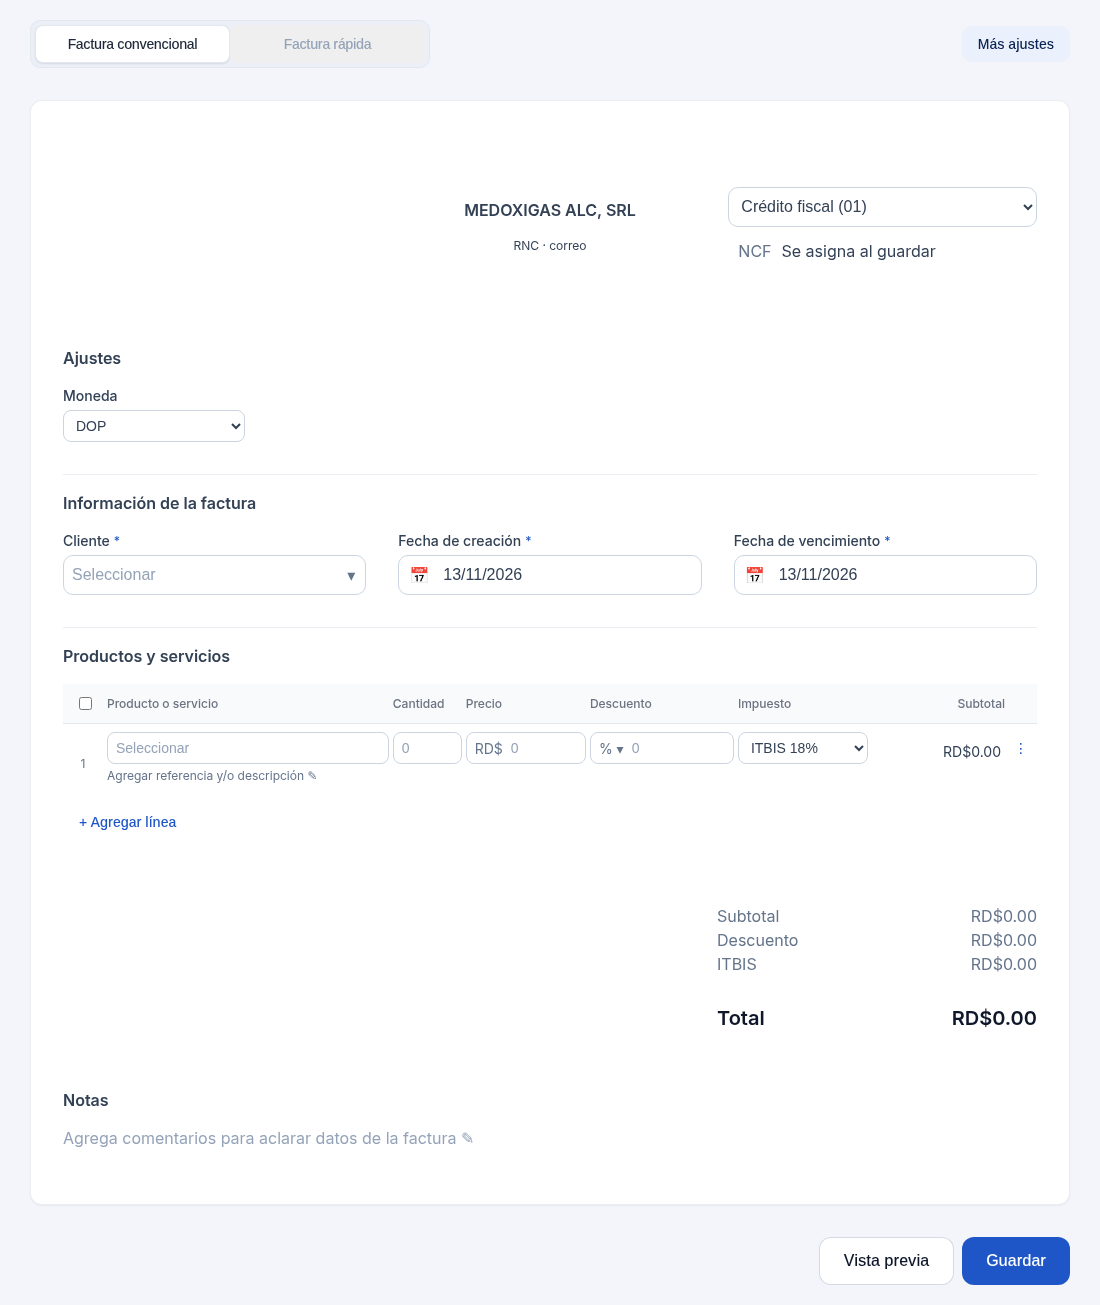 Factura convencional
Factura rápida
Más ajustes
MEDOXIGAS ALC, SRL
RNC · correo
Crédito fiscal (01)
NCF Se asigna al guardar
Ajustes
Moneda
DOP
Información de la factura
Cliente *
Seleccionar
Fecha de creación *
13/11/2026
Fecha de vencimiento *
13/11/2026
Productos y servicios
Producto o servicio Cantidad Precio Descuento Impuesto Subtotal
1 Seleccionar 0 RD$ 0 % ▾ 0 ITBIS 18% RD$0.00
Agregar referencia y/o descripción ✎
+ Agregar línea
Subtotal RD$0.00
Descuento RD$0.00
ITBIS RD$0.00
Total RD$0.00
Notas
Agrega comentarios para aclarar datos de la factura ✎
Vista previa
Guardar